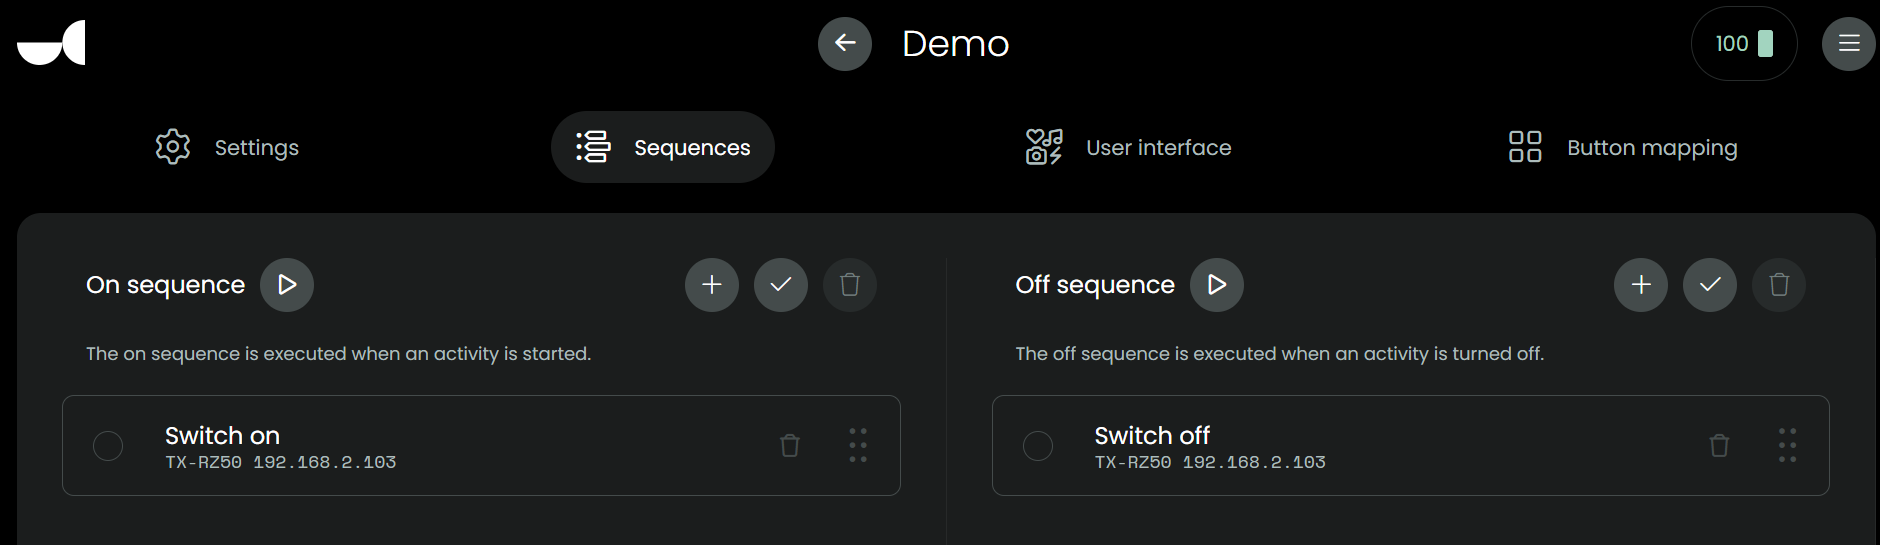 Demo
100
Settings
Sequences
User interface
Button mapping
On sequence
Off sequence
The on sequence is executed when an activity is started.
The off sequence is executed when an activity is turned off.
Switch on
TX-RZ50 192.168.2.103
Switch off
TX-RZ50 192.168.2.103